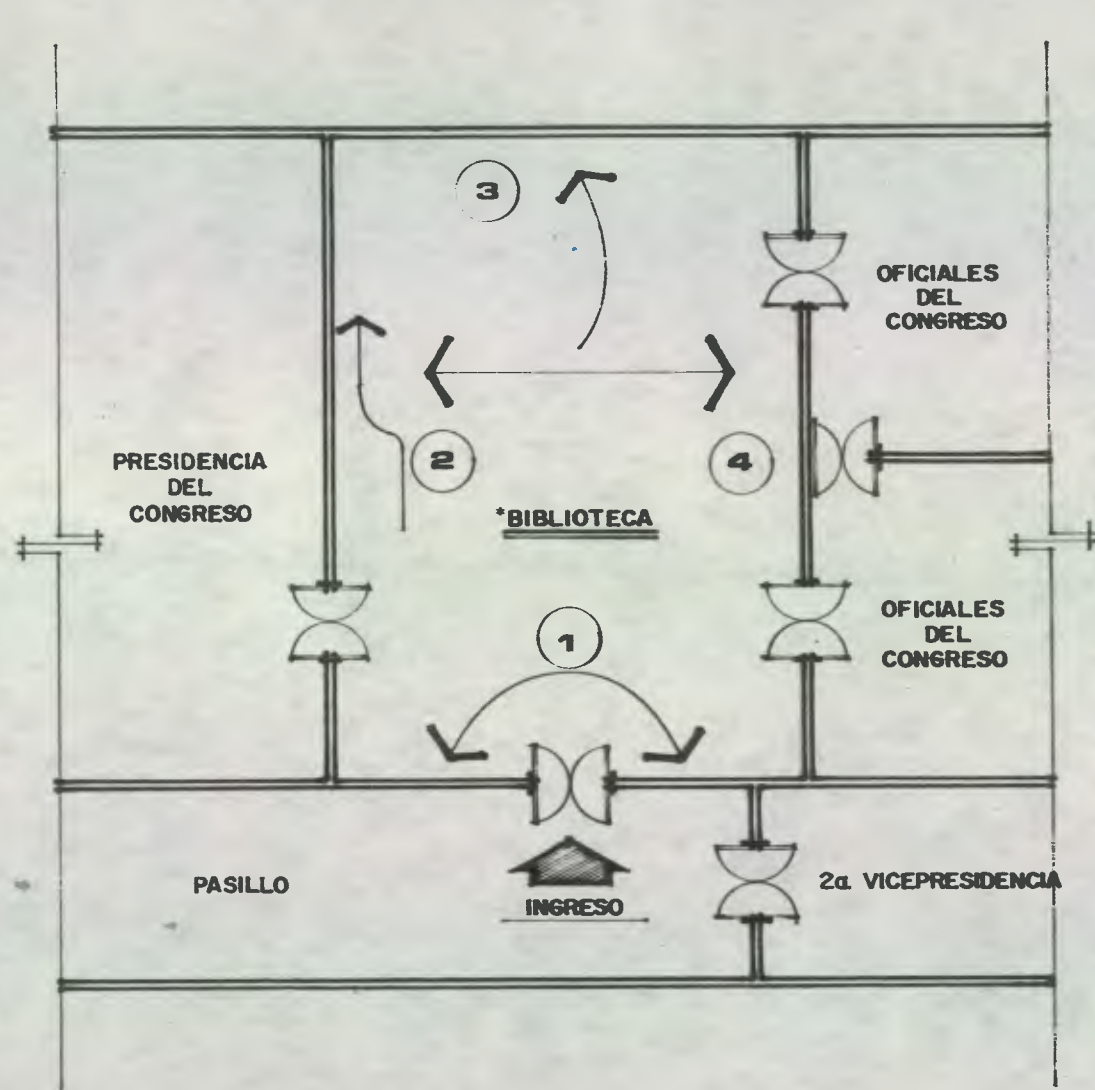 3
OFICIALES
DEL
CONGRESO
PRESIDENCIA
DEL
CONGRESO
2
4
*BIBLIOTECA
1
OFICIALES
DEL
CONGRESO
PASILLO
INGRESO
2a. VICEPRESIDENCIA